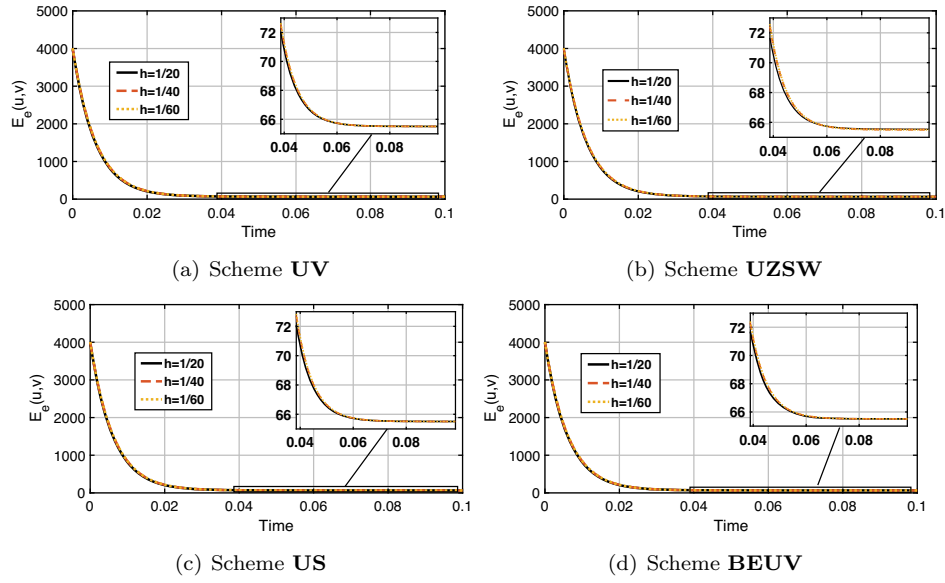 5000
4000
3000
2000
1000
0
E_e(u,v)
0 0.02 0.04 0.06 0.08 0.1
Time
h=1/20
h=1/40
h=1/60
72
70
68
66
0.04 0.06 0.08
(a) Scheme UV
5000
4000
3000
2000
1000
0
E_e(u,v)
0 0.02 0.04 0.06 0.08 0.1
Time
h=1/20
h=1/40
h=1/60
72
70
68
66
0.04 0.06 0.08
(b) Scheme UZSW
5000
4000
3000
2000
1000
0
E_e(u,v)
0 0.02 0.04 0.06 0.08 0.1
Time
h=1/20
h=1/40
h=1/60
72
70
68
66
0.04 0.06 0.08
(c) Scheme US
5000
4000
3000
2000
1000
0
E_e(u,v)
0 0.02 0.04 0.06 0.08 0.1
Time
h=1/20
h=1/40
h=1/60
72
70
68
66
0.04 0.06 0.08
(d) Scheme BEUV